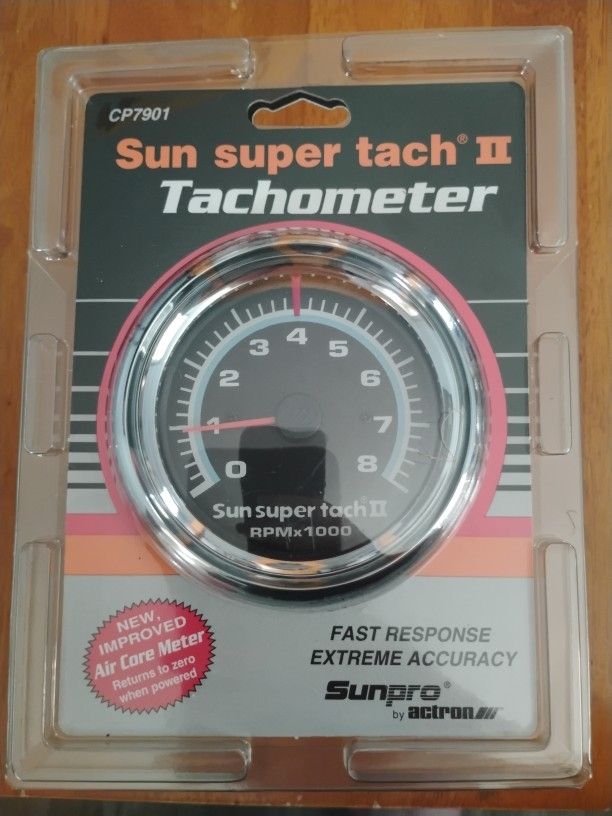 CP7901
Sun super tach® II
Tachometer
4
3 5
2 6
1 7
0 8
Sun super tach® II
RPMx1000
NEW,
IMPROVED
Air Core Meter
Returns to zero
when powered
FAST RESPONSE
EXTREME ACCURACY
Sunpro®
by actron